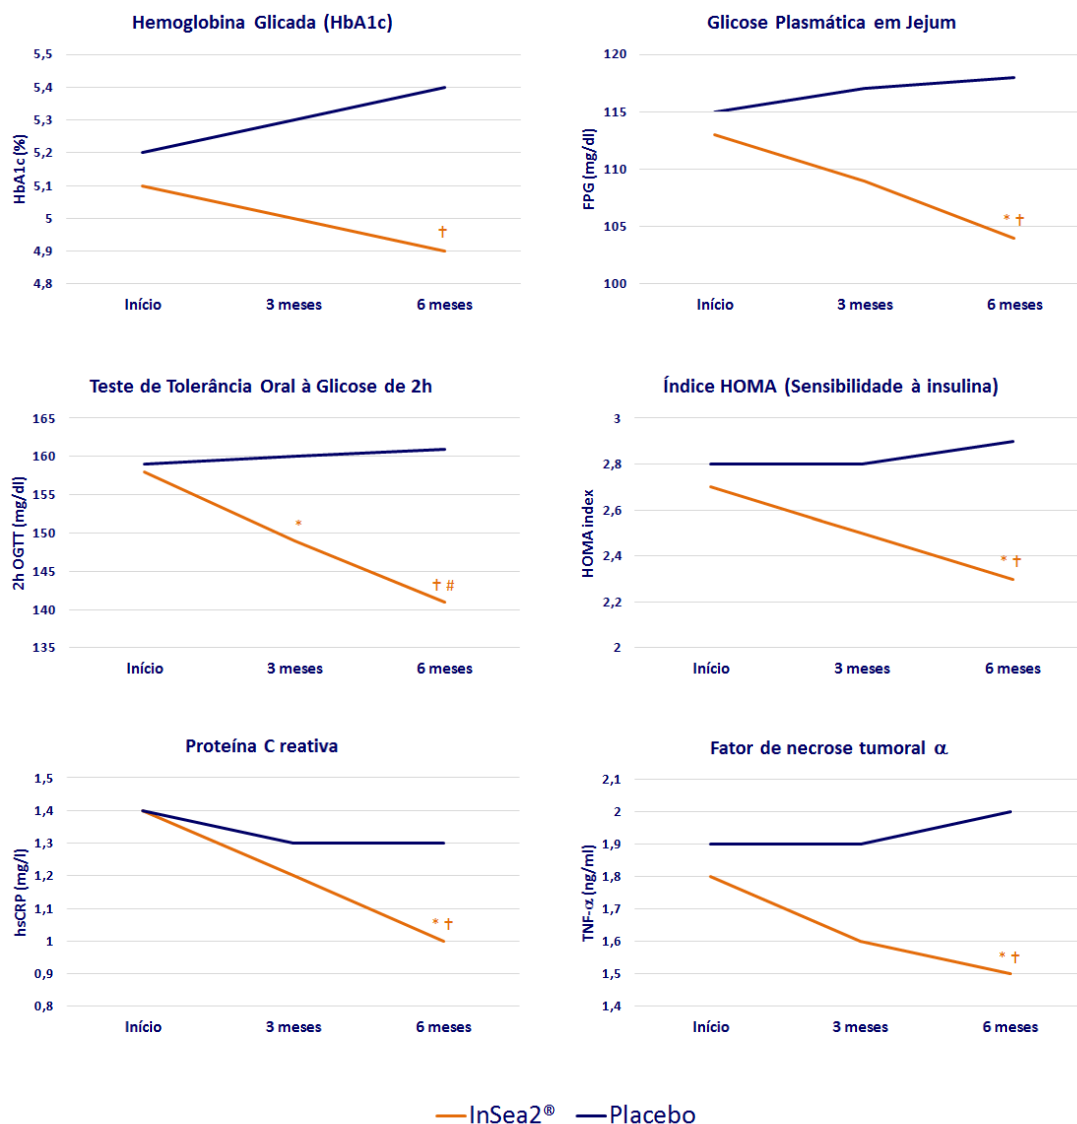 Hemoglobina Glicada (HbA1c)
HbA1c (%)
5,5
5,4
5,3
5,2
5,1
5
4,9
4,8
†
Início 3 meses 6 meses
Glicose Plasmática em Jejum
FPG (mg/dl)
120
115
110
105
100
* †
Início 3 meses 6 meses
Teste de Tolerância Oral à Glicose de 2h
2h OGTT (mg/dl)
165
160
155
150
145
140
135
*
† #
Início 3 meses 6 meses
Índice HOMA (Sensibilidade à insulina)
HOMA index
3
2,8
2,6
2,4
2,2
2
* †
Início 3 meses 6 meses
Proteína C reativa
hsCRP (mg/l)
1,5
1,4
1,3
1,2
1,1
1
0,9
0,8
* †
Início 3 meses 6 meses
Fator de necrose tumoral α
TNF-α (ng/ml)
2,1
2
1,9
1,8
1,7
1,6
1,5
1,4
* †
Início 3 meses 6 meses
InSea2® Placebo